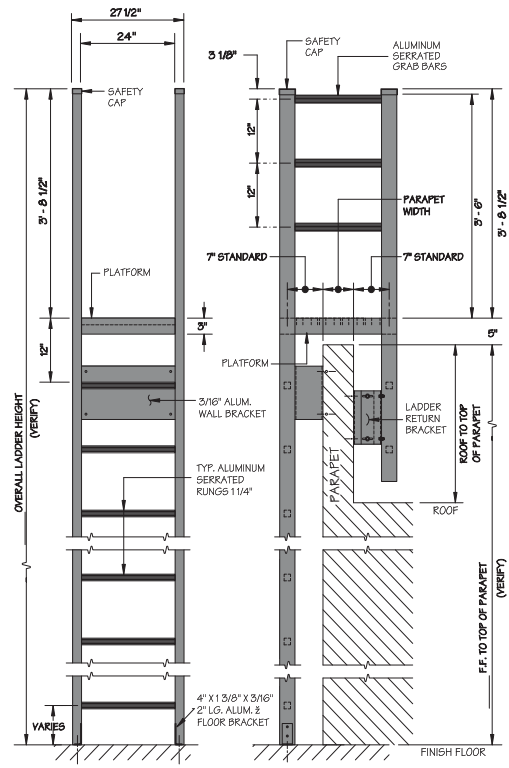 27 1/2"
24"
SAFETY
CAP
3'- 8 1/2"
PLATFORM
3"
12"
3/16" ALUM.
WALL BRACKET
OVERALL LADDER HEIGHT
(VERIFY)
TYP. ALUMINUM
SERRATED
RUNGS 1 1/4"
4" X 1 3/8" X 3/16"
2" LG. ALUM. ∠
FLOOR BRACKET
VARIES
3 1/8"
SAFETY
CAP
ALUMINUM
SERRATED
GRAB BARS
12"
12"
PARAPET
WIDTH
3'- 6"
3'- 8 1/2"
7" STANDARD
7" STANDARD
5"
PLATFORM
LADDER
RETURN
BRACKET
PARAPET
ROOF TO TOP
OF PARAPET
ROOF
F.F. TO TOP OF PARAPET
(VERIFY)
FINISH FLOOR